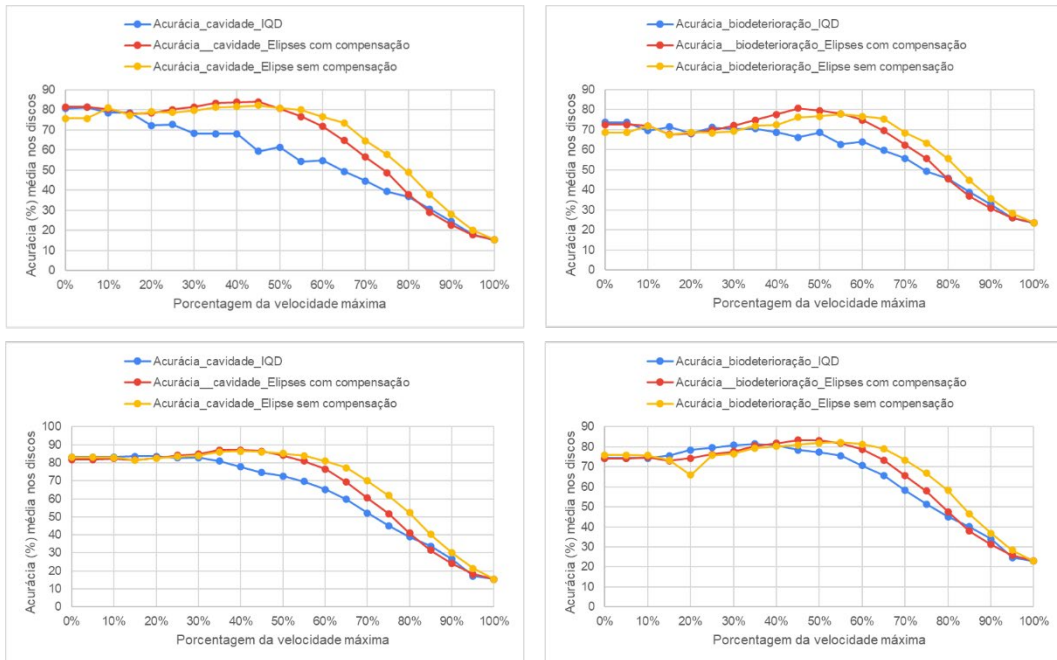 Acurácia_cavidade_IQD
Acurácia__cavidade_Elipses com compensação
Acurácia_cavidade_Elipse sem compensação
Acurácia (%) média nos discos
90
80
70
60
50
40
30
20
10
0
0% 10% 20% 30% 40% 50% 60% 70% 80% 90% 100%
Porcentagem da velocidade máxima
Acurácia_biodeterioração_IQD
Acurácia__biodeterioração_Elipses com compensação
Acurácia_biodeterioração_Elipse sem compensação
Acurácia (%) média nos discos
90
80
70
60
50
40
30
20
10
0
0% 10% 20% 30% 40% 50% 60% 70% 80% 90% 100%
Porcentagem da velocidade máxima
Acurácia_cavidade_IQD
Acurácia__cavidade_Elipses com compensação
Acurácia_cavidade_Elipse sem compensação
Acurácia (%) média nos discos
100
90
80
70
60
50
40
30
20
10
0
0% 10% 20% 30% 40% 50% 60% 70% 80% 90% 100%
Porcentagem da velocidade máxima
Acurácia_biodeterioração_IQD
Acurácia__biodeterioração_Elipses com compensação
Acurácia_biodeterioração_Elipse sem compensação
Acurácia (%) média nos discos
90
80
70
60
50
40
30
20
10
0
0% 10% 20% 30% 40% 50% 60% 70% 80% 90% 100%
Porcentagem da velocidade máxima